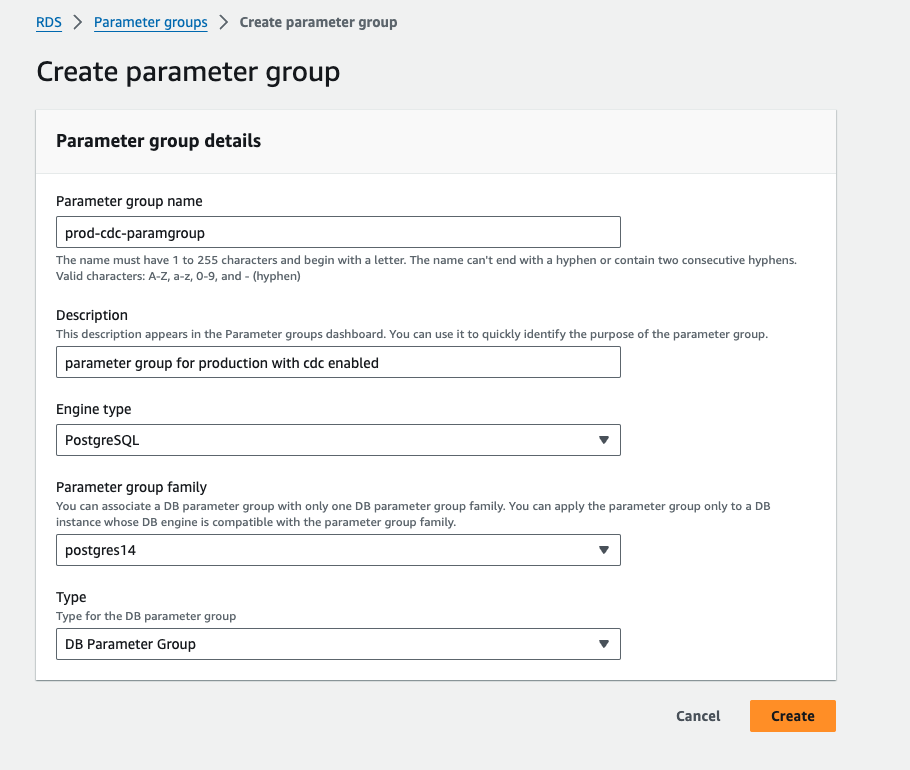 RDS > Parameter groups > Create parameter group
Create parameter group
Parameter group details
Parameter group name
prod-cdc-paramgroup
The name must have 1 to 255 characters and begin with a letter. The name can't end with a hyphen or contain two consecutive hyphens.
Valid characters: A-Z, a-z, 0-9, and - (hyphen)
Description
This description appears in the Parameter groups dashboard. You can use it to quickly identify the purpose of the parameter group.
parameter group for production with cdc enabled
Engine type
PostgreSQL
Parameter group family
You can associate a DB parameter group with only one DB parameter group family. You can apply the parameter group only to a DB
instance whose DB engine is compatible with the parameter group family.
postgres14
Type
Type for the DB parameter group
DB Parameter Group
Cancel
Create